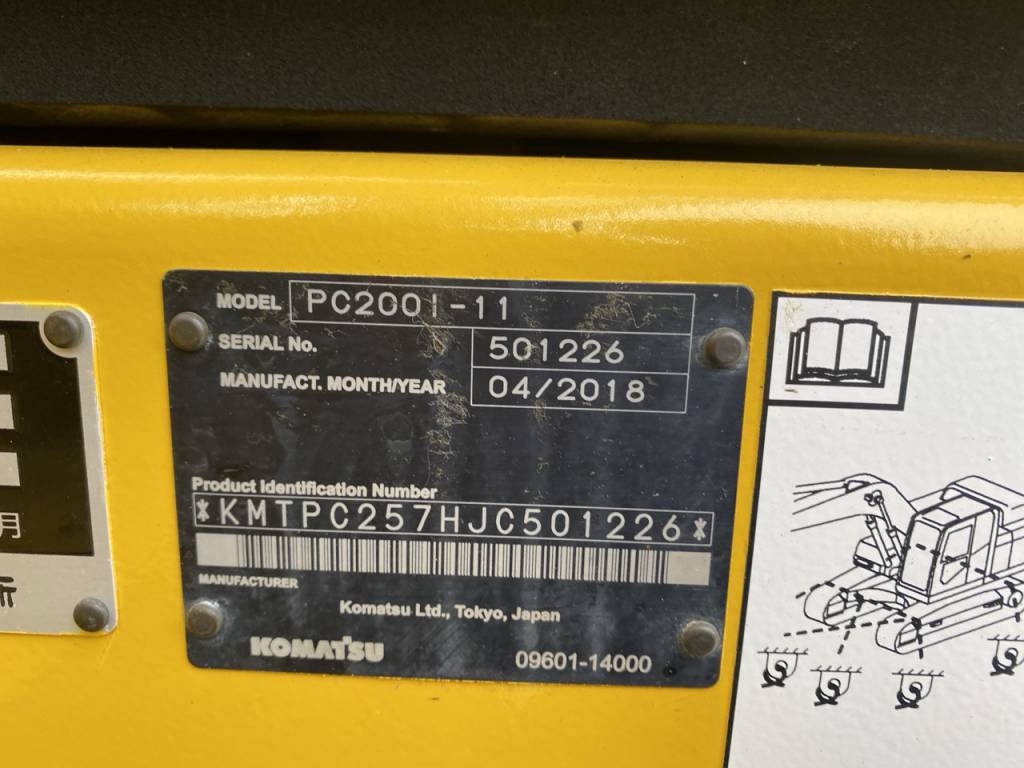 MODEL PC200i-11
SERIAL No. 501226
MANUFACT. MONTH/YEAR 04/2018
Product Identification Number
*KMTPC257HJC501226*
MANUFACTURER
Komatsu Ltd., Tokyo, Japan
KOMATSU
09601-14000
月
所